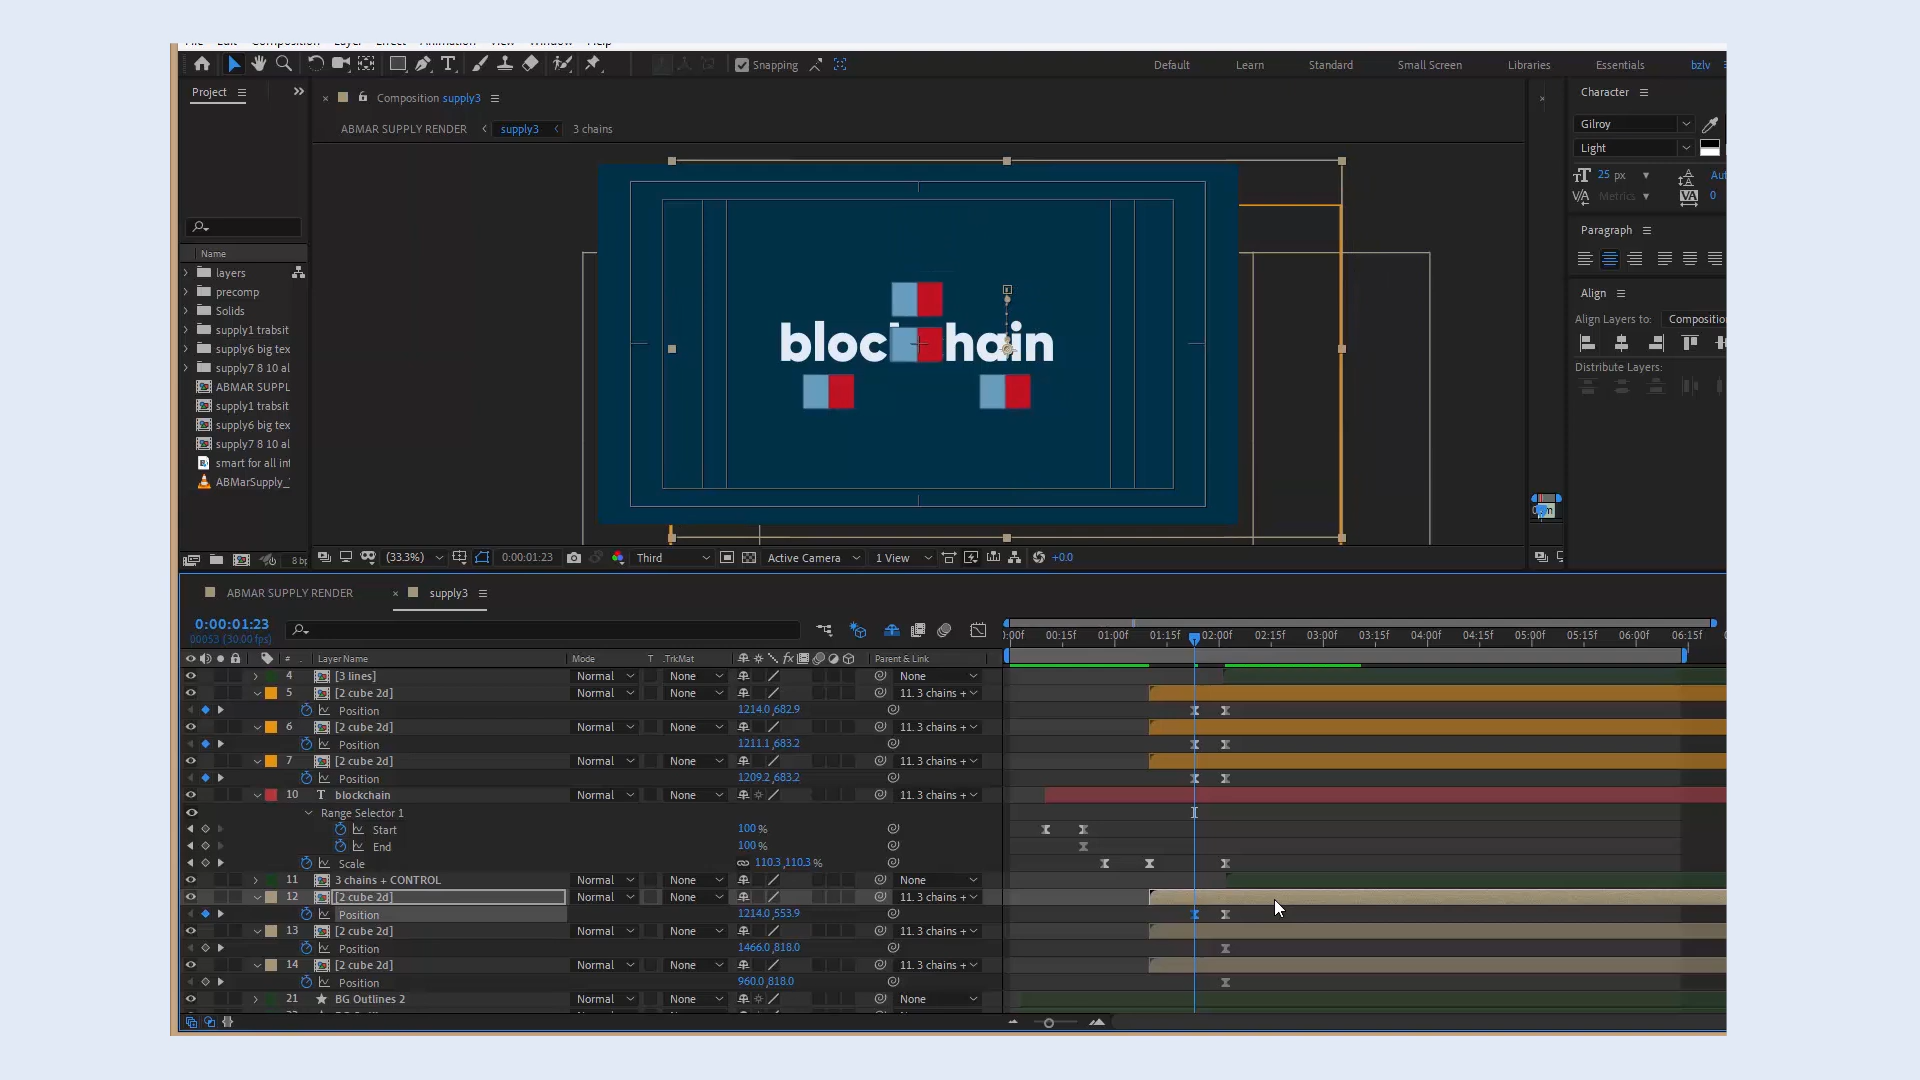 File Edit Composition Layer Effect Animation View Window Help
Snapping
Default Learn Standard Small Screen Libraries Essentials bzlv
Project
Composition supply3
ABMAR SUPPLY RENDER supply3 3 chains
Name
layers
precomp
Solids
supply1 trabsit
supply6 big tex
supply7 8 10 al
ABMAR SUPPL
supply1 trabsit
supply6 big tex
supply7 8 10 al
smart for all int
ABMarSupply_
8 bp
bloc hain
(33.3%) 0:00:01:23 Third Active Camera 1 View +0.0
Character
Gilroy
Light
25 px Aut
Metrics 0
Paragraph
Align
Align Layers to: Compositio
Distribute Layers:
ABMAR SUPPLY RENDER supply3
0:00:01:23
00053 (30.00 fps)
:00f 00:15f 01:00f 01:15f 02:00f 02:15f 03:00f 03:15f 04:00f 04:15f 05:00f 05:15f 06:00f 06:15f
# Layer Name Mode T .TrkMat fx Parent & Link
4 [3 lines] Normal None None
5 [2 cube 2d] Normal None 11. 3 chains +
Position 1214.0,682.9
6 [2 cube 2d] Normal None 11. 3 chains +
Position 1211.1,683.2
7 [2 cube 2d] Normal None 11. 3 chains +
Position 1209.2,683.2
10 T blockchain Normal None 11. 3 chains +
Range Selector 1
Start 100 %
End 100 %
Scale 110.3,110.3 %
11 3 chains + CONTROL Normal None None
12 [2 cube 2d] Normal None 11. 3 chains +
Position 1214.0,553.9
13 [2 cube 2d] Normal None 11. 3 chains +
Position 1466.0,818.0
14 [2 cube 2d] Normal None 11. 3 chains +
Position 960.0,818.0
21 BG Outlines 2 Normal None None